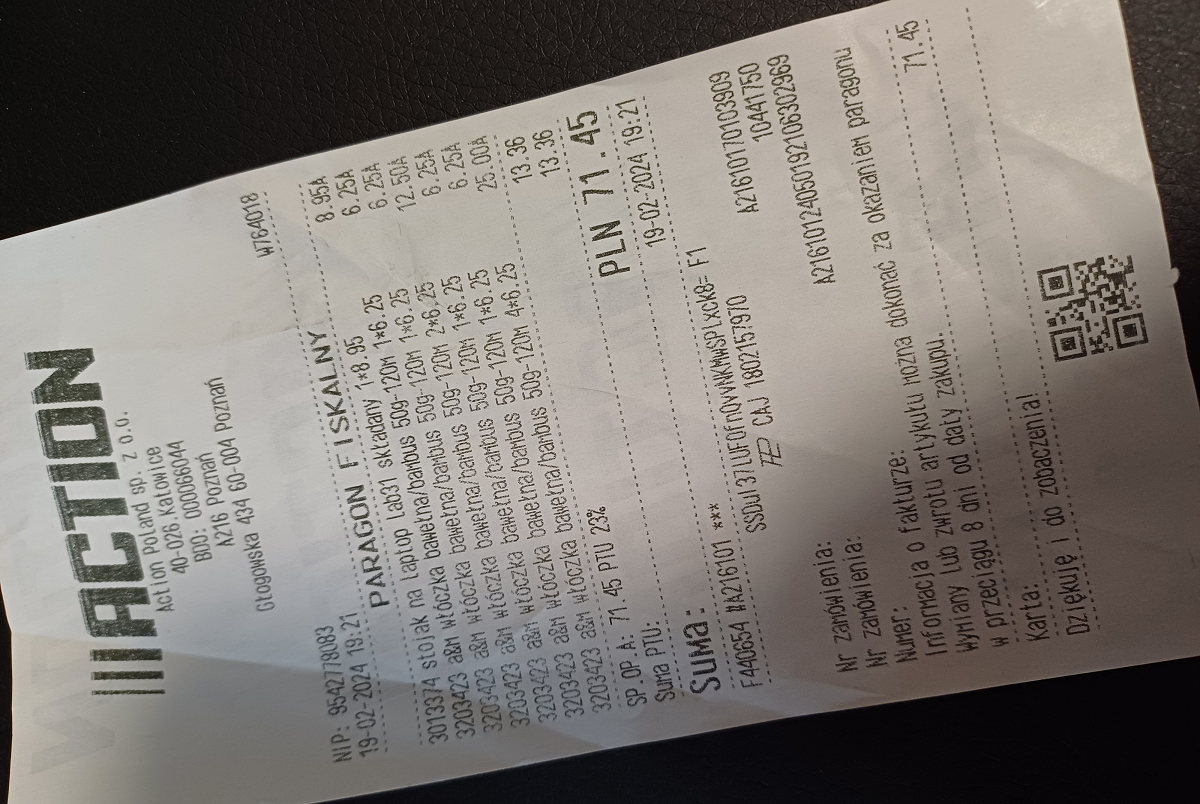 ACTION
Action Poland sp. z o.o.
40-026 Katowice
BDO: 000066044
A216 Poznań
Głogowska 434 60-004 Poznań
NIP: 9542778083
19-02-2024 19:21 W764018
PARAGON FISKALNY
3013374 stojak na laptop lab31 składany 1*8.95 8.95A
3203423 a&m włóczka bawełna/bambus 50g-120m 1*6.25 6.25A
3203423 a&m włóczka bawełna/bambus 50g-120m 1*6.25 6.25A
3203423 a&m włóczka bawełna/bambus 50g-120m 2*6.25 12.50A
3203423 a&m włóczka bawełna/bambus 50g-120m 1*6.25 6.25A
3203423 a&m włóczka bawełna/bambus 50g-120m 1*6.25 6.25A
3203423 a&m włóczka bawełna/bambus 50g-120m 4*6.25 25.00A
SP OP A: 71.45 PTU 23% 13.36
Suma PTU: 13.36
Suma: PLN 71.45
F440654 #A216101 *** 19-02-2024 19:21
CAJ 1802157970
Nr zamówienia: A21610170103909
Nr zamówienia: 10441750
Numer: A21610124050192106302969
Informacja o fakturze:
Wymiany lub zwrotu artykułu można dokonać za okazaniem paragonu
w przeciągu 8 dni od daty zakupu.
Karta: 71.45
Dziękuję i do zobaczenia!